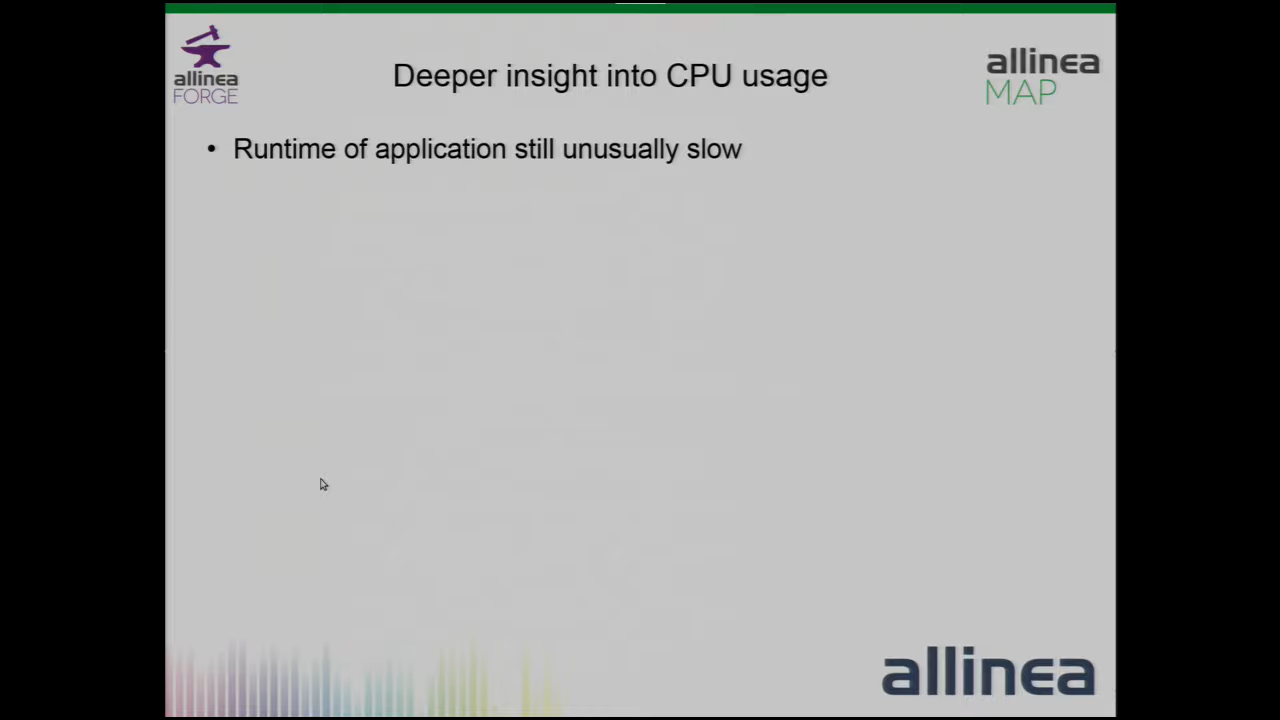 allinea
FORGE
Deeper insight into CPU usage
allinea
MAP
• Runtime of application still unusually slow
allinea